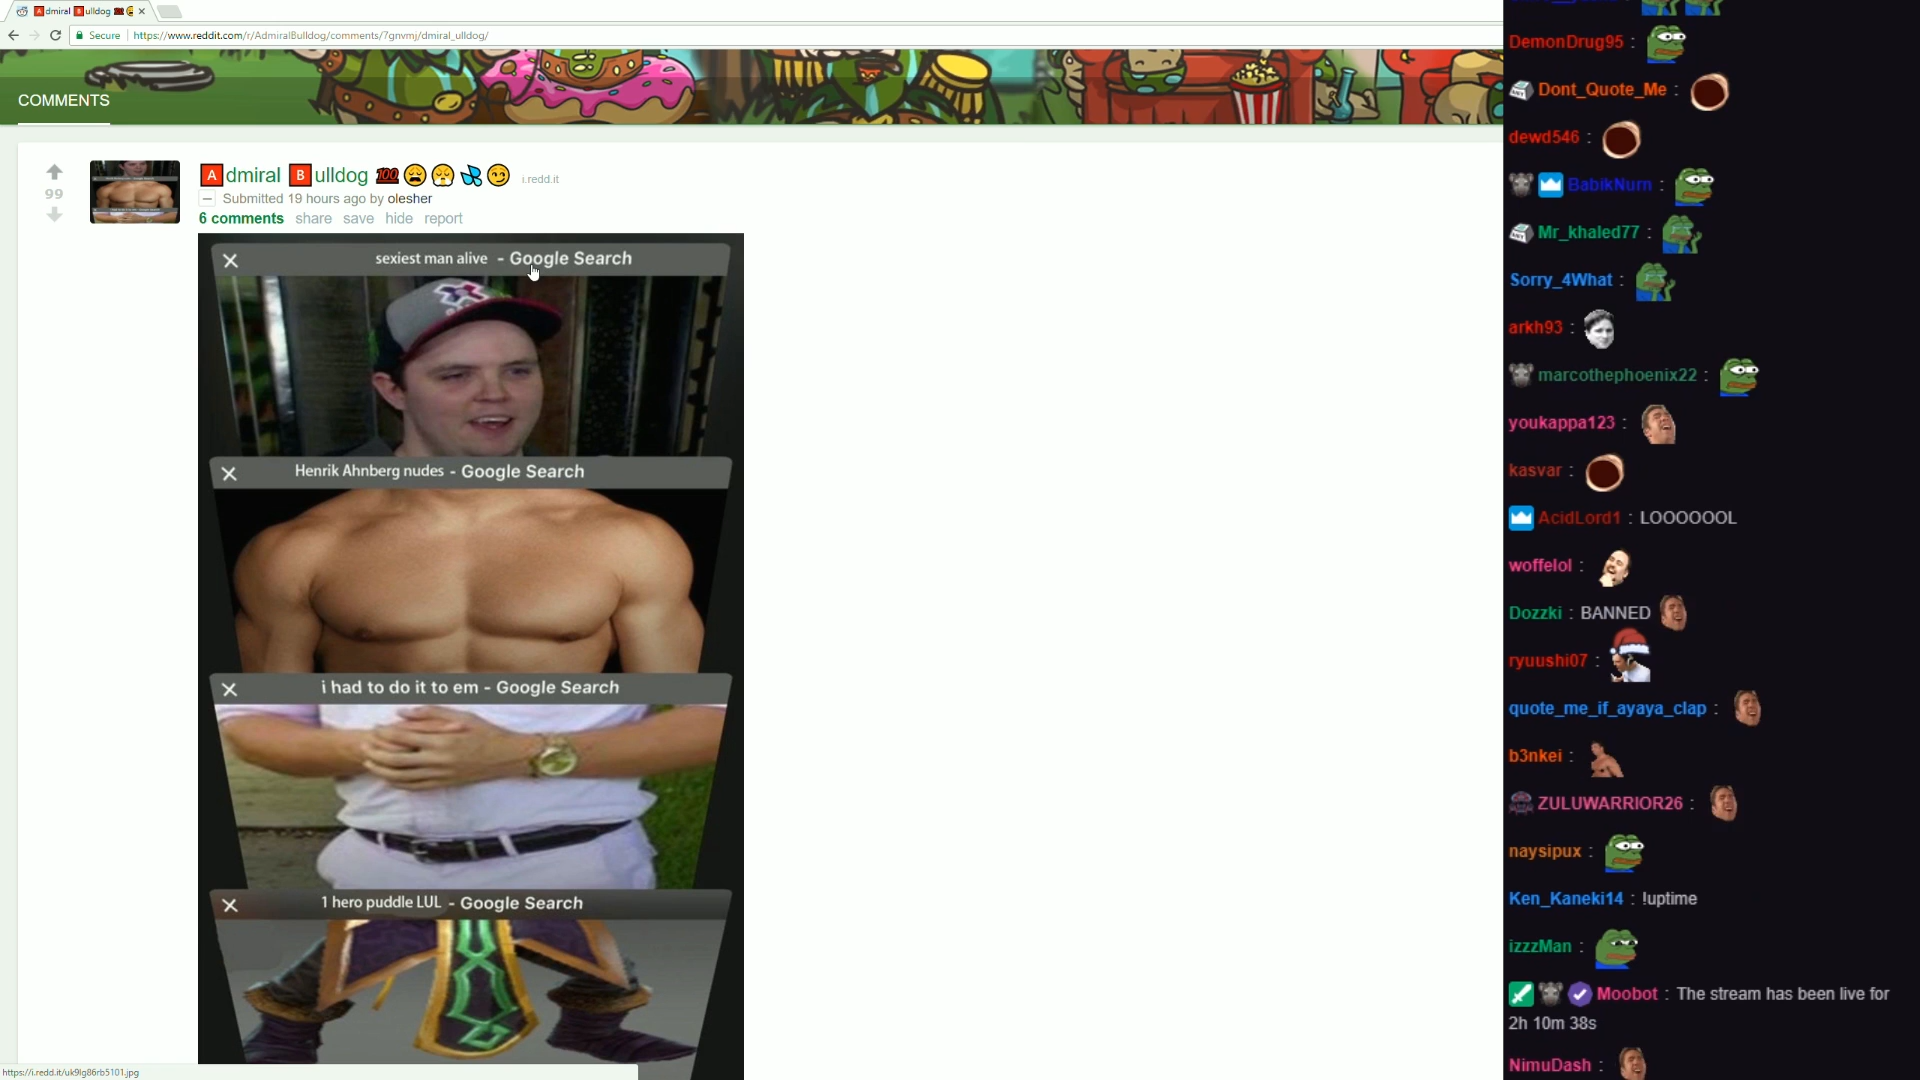 🅰dmiral 🅱ulldog 💯😩
Secure https://www.reddit.com/r/AdmiralBulldog/comments/7gnvmj/dmiral_ulldog/
COMMENTS
99
🅰dmiral 🅱ulldog 💯😩😤💦😏 i.redd.it
Submitted 19 hours ago by olesher
6 comments share save hide report
sexiest man alive - Google Search
Henrik Ahnberg nudes - Google Search
i had to do it to em - Google Search
1 hero puddle LUL - Google Search
https://i.redd.it/uk9lg86rb5101.jpg
DemonDrug95 :
Dont_Quote_Me :
dewd546 :
BabikNurn :
Mr_khaled77 :
Sorry_4What :
arkh93 :
marcothephoenix22 :
youkappa123 :
kasvar :
AcidLord1 : LOOOOOOL
woffelol :
Dozzki : BANNED
ryuushi07 :
quote_me_if_ayaya_clap :
b3nkei :
ZULUWARRIOR26 :
naysipux :
Ken_Kaneki14 : !uptime
izzzMan :
Moobot : The stream has been live for
2h 10m 38s
NimuDash :